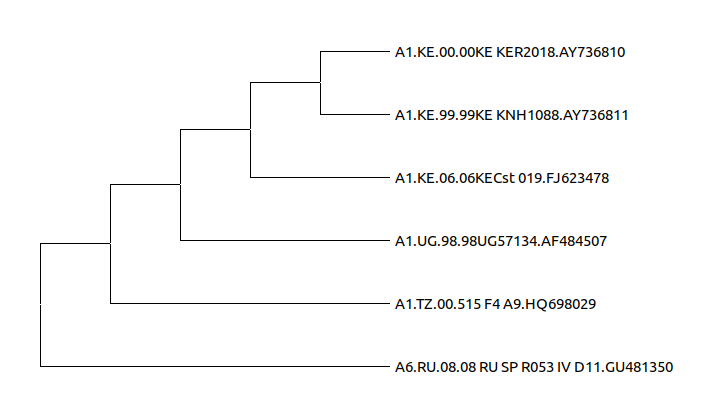 A1.KE.00.00KE KER2018.AY736810
A1.KE.99.99KE KNH1088.AY736811
A1.KE.06.06KECst 019.FJ623478
A1.UG.98.98UG57134.AF484507
A1.TZ.00.515 F4 A9.HQ698029
A6.RU.08.08 RU SP R053 IV D11.GU481350